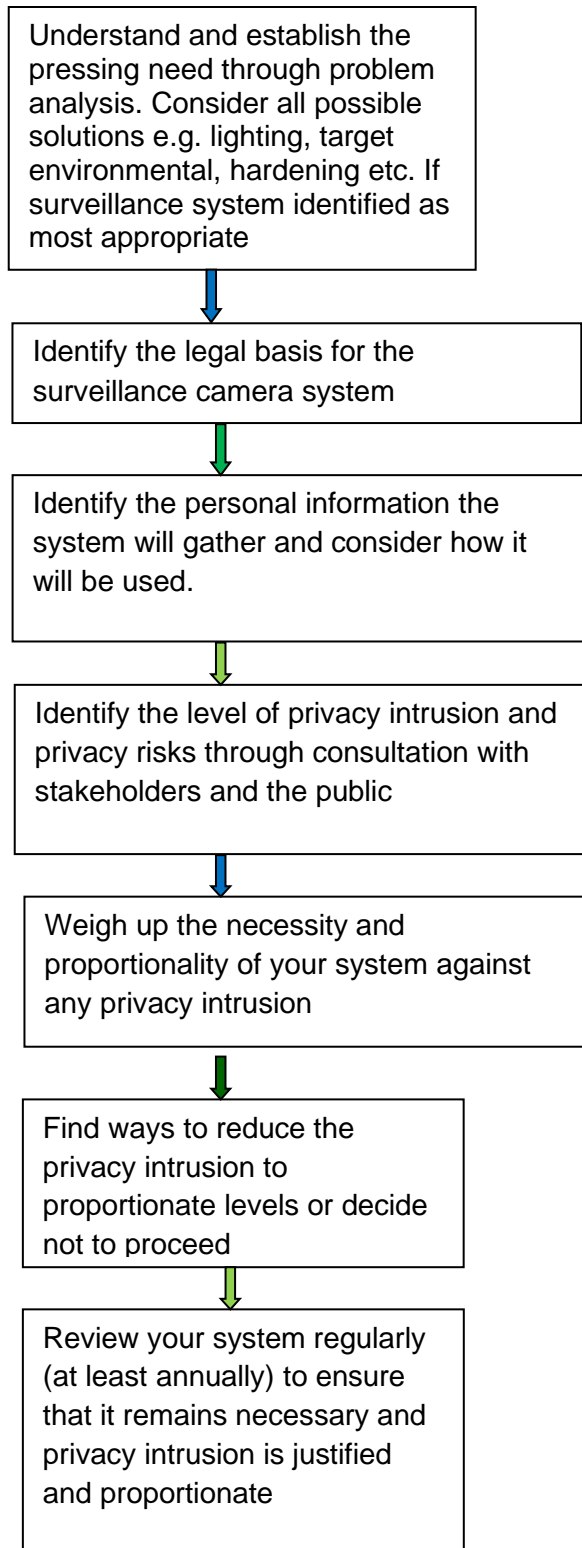 Understand and establish the
pressing need through problem
analysis. Consider all possible
solutions e.g. lighting, target
environmental, hardening etc. If
surveillance system identified as
most appropriate
Identify the legal basis for the
surveillance camera system
Identify the personal information the
system will gather and consider how it
will be used.
Identify the level of privacy intrusion and
privacy risks through consultation with
stakeholders and the public
Weigh up the necessity and
proportionality of your system against
any privacy intrusion
Find ways to reduce the
privacy intrusion to
proportionate levels or decide
not to proceed
Review your system regularly
(at least annually) to ensure
that it remains necessary and
privacy intrusion is justified
and proportionate